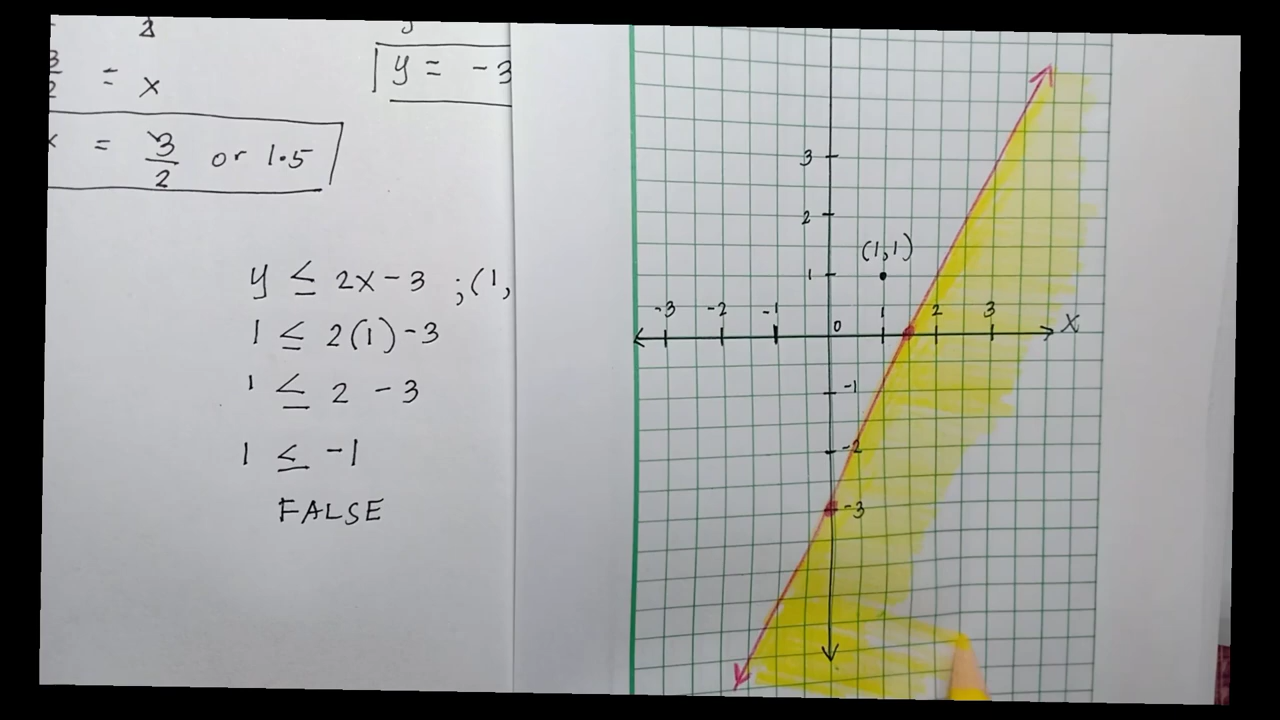 2
3/2 = x
x = 3/2 or 1.5
y = -3
y ≤ 2x - 3 ; (1,
1 ≤ 2(1) - 3
1 ≤ 2 - 3
1 ≤ -1
FALSE
3
2
(1,1)
1
-3 -2 -1 0 1 2 3 X
-1
-2
-3